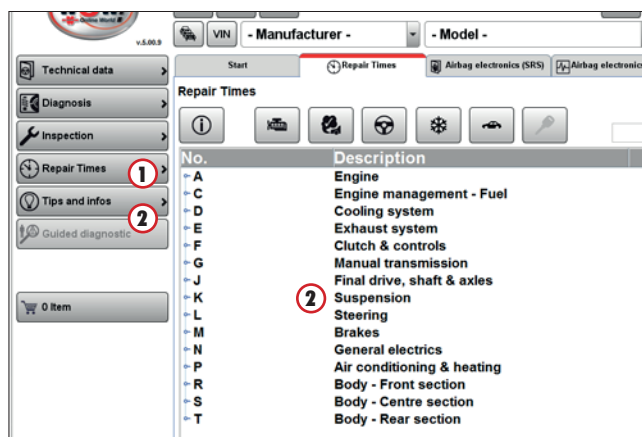 Online World
v.5.00.9
VIN
- Manufacturer -
- Model -
Technical data
Diagnosis
Inspection
Repair Times
1
Tips and infos
2
Guided diagnostic
0 Item
Start
Repair Times
Airbag electronics (SRS)
Airbag electronics
Repair Times
No. Description
A Engine
C Engine management - Fuel
D Cooling system
E Exhaust system
F Clutch & controls
G Manual transmission
J Final drive, shaft & axles
K 2 Suspension
L Steering
M Brakes
N General electrics
P Air conditioning & heating
R Body - Front section
S Body - Centre section
T Body - Rear section